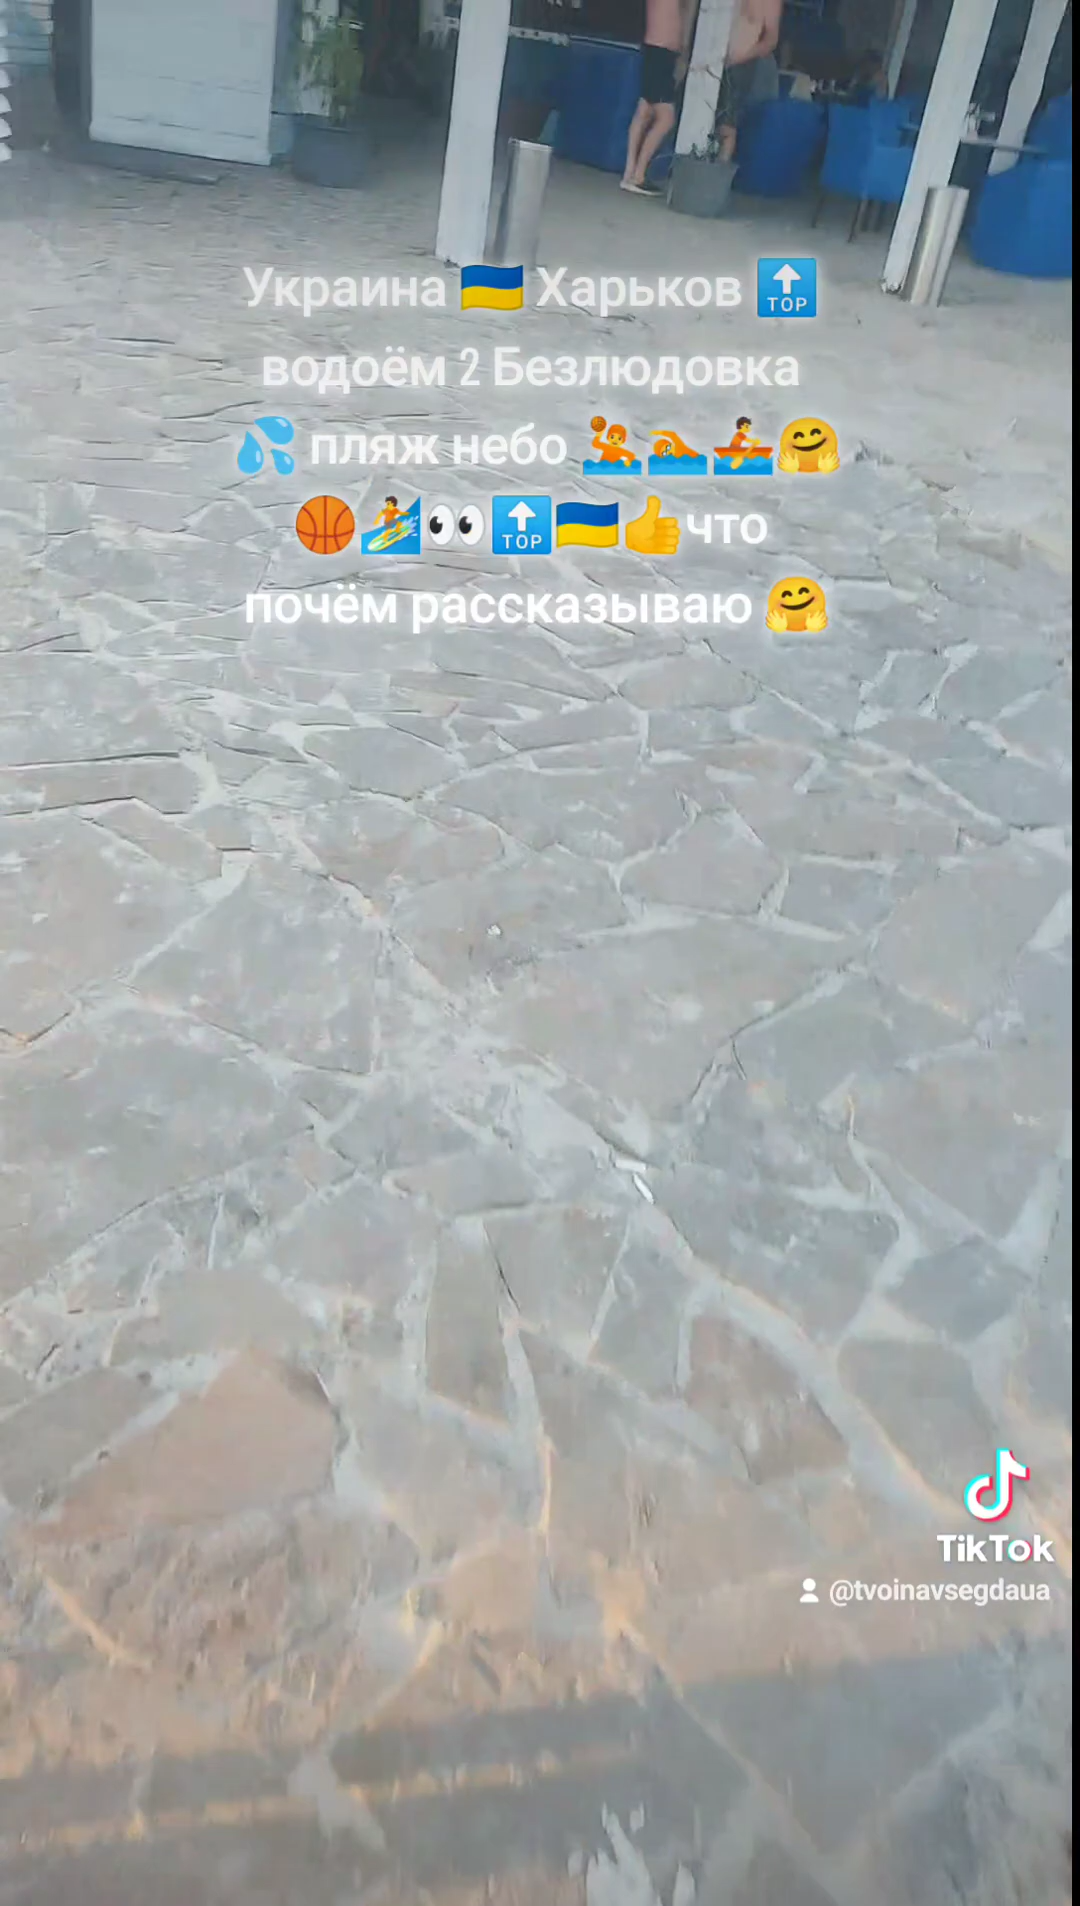 Украина 🇺🇦 Харьков 🔝
водоём 2 Безлюдовка
💦 пляж небо 🤽🏊🚣🤗
🏀🏄👀🔝🇺🇦👍что
почём рассказываю 🤗
TikTok
@tvoinavsegdaua